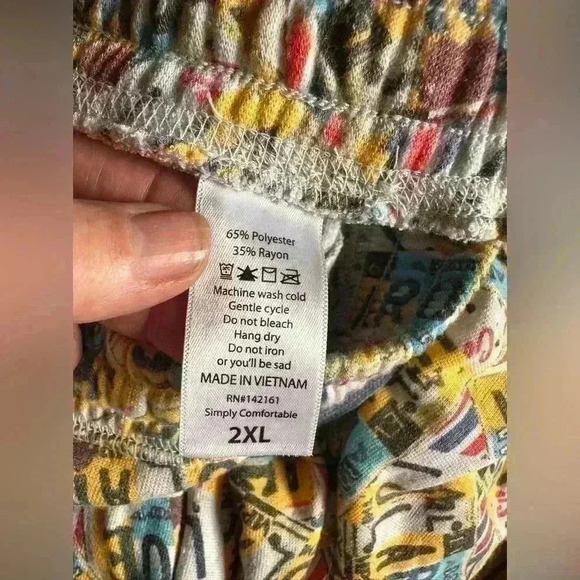 65% Polyester
35% Rayon
Machine wash cold
Gentle cycle
Do not bleach
Hang dry
Do not iron
or you'll be sad
MADE IN VIETNAM
RN#142161
Simply Comfortable
2XL